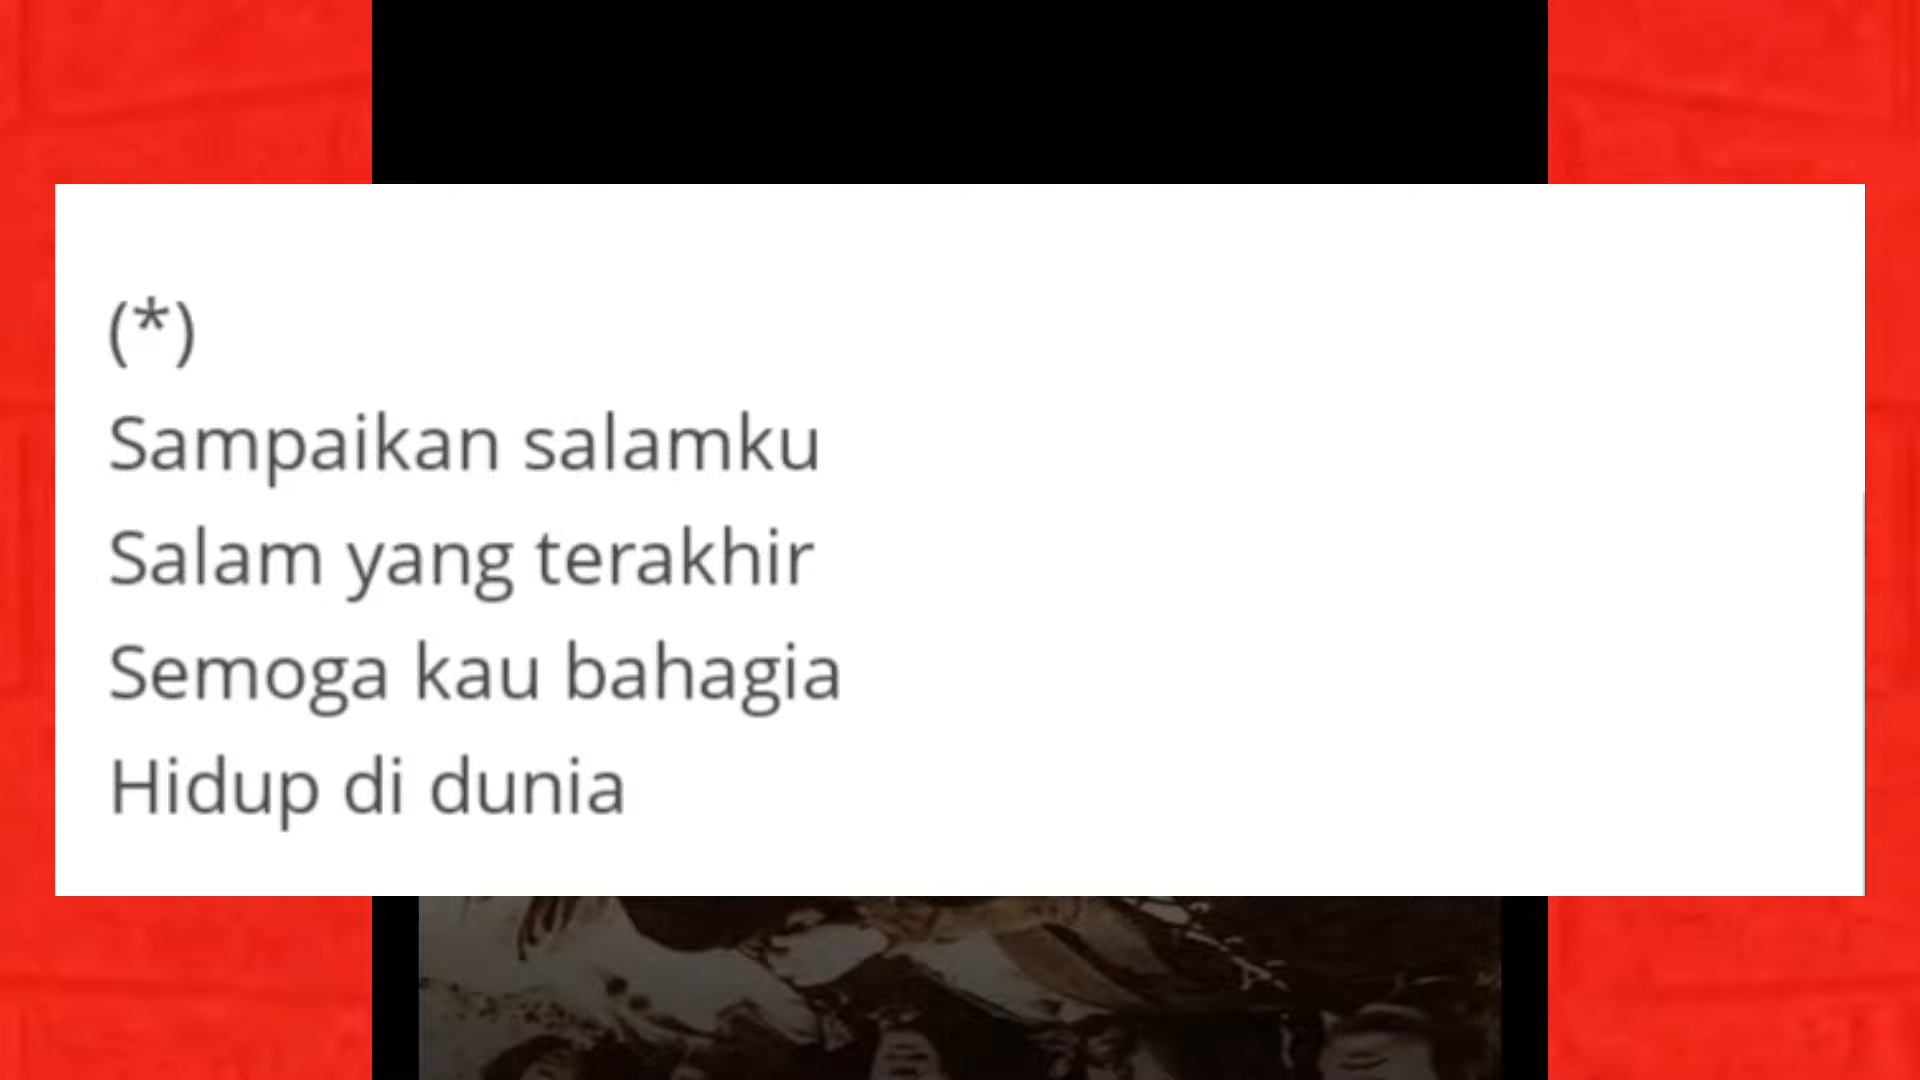 (*)
Sampaikan salamku
Salam yang terakhir
Semoga kau bahagia
Hidup di dunia